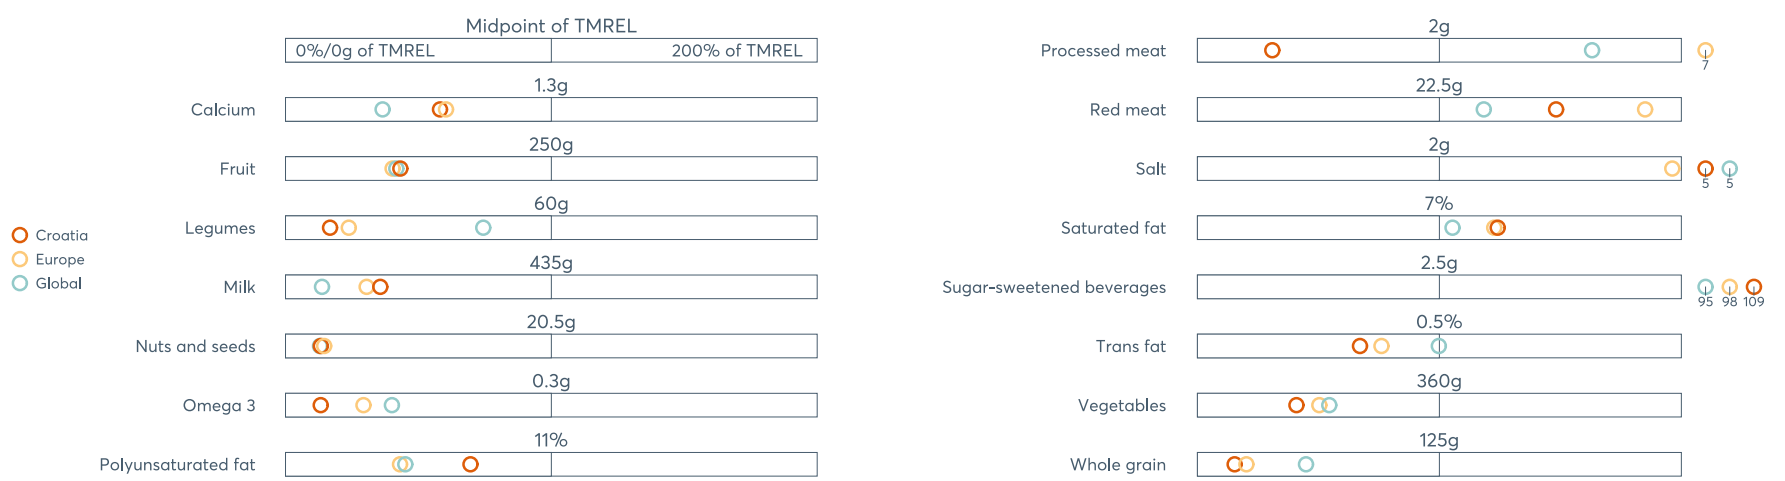 Midpoint of TMREL
0%/0g of TMREL 200% of TMREL
1.3g
Calcium
250g
Fruit
60g
Legumes
435g
Milk
20.5g
Nuts and seeds
0.3g
Omega 3
11%
Polyunsaturated fat
Croatia
Europe
Global
2g
Processed meat
7
22.5g
Red meat
2g
Salt
5 5
7%
Saturated fat
2.5g
Sugar-sweetened beverages
95 98 109
0.5%
Trans fat
360g
Vegetables
125g
Whole grain